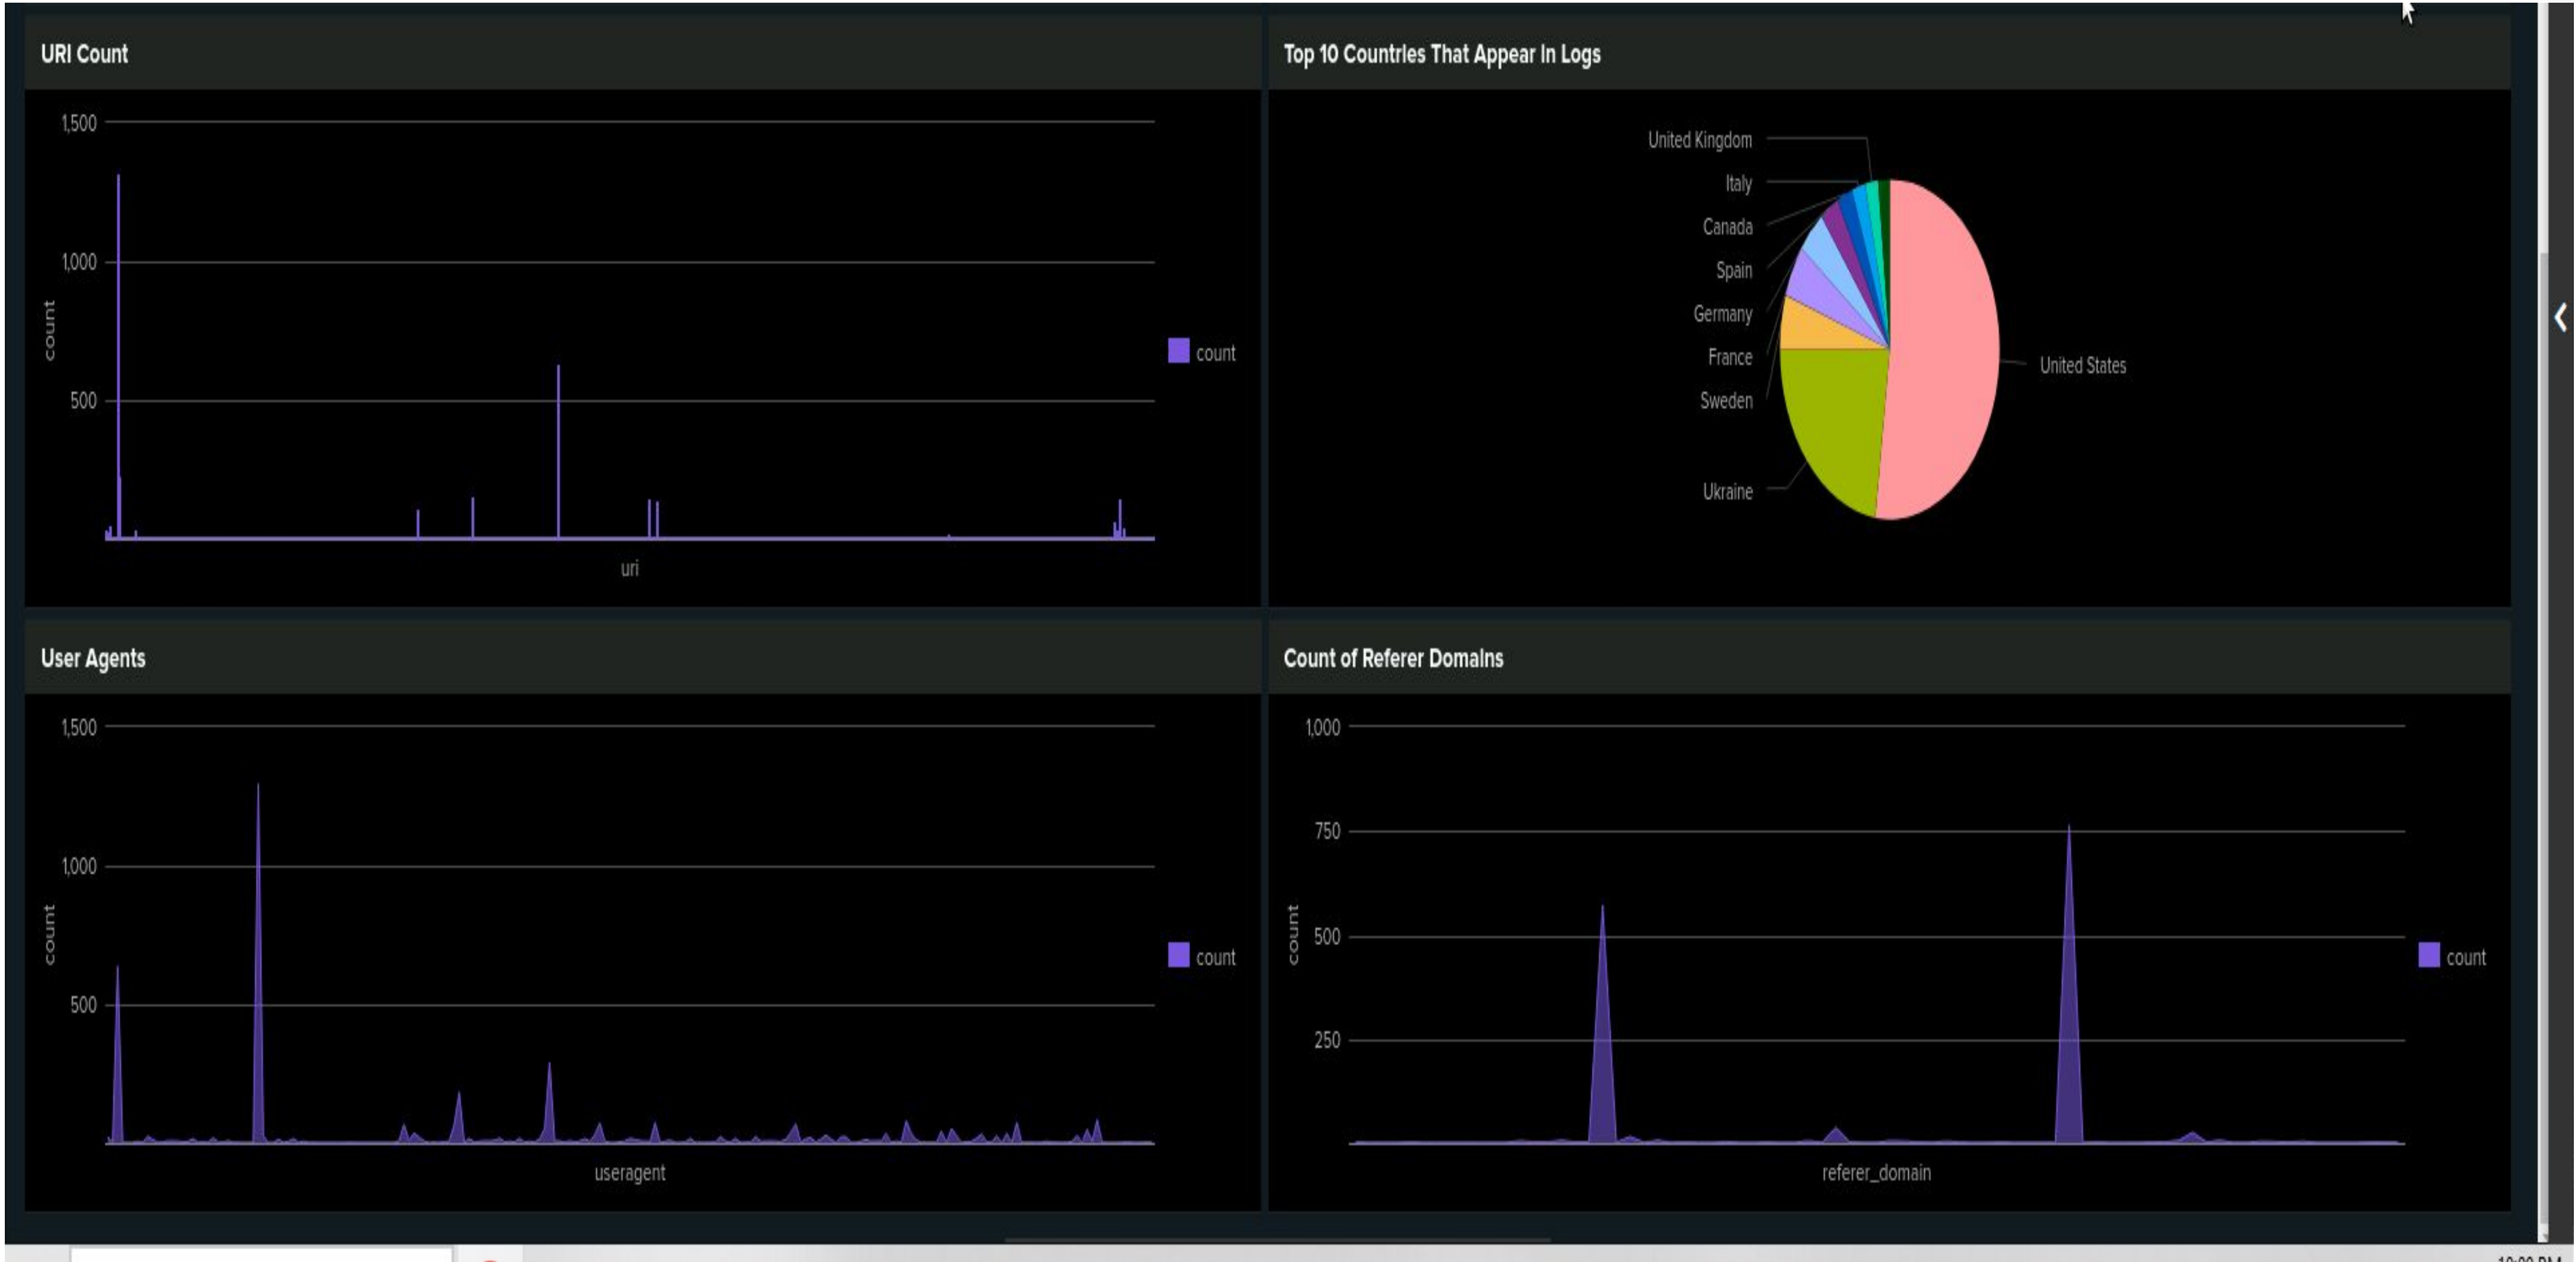 URI Count
1,500
1,000
500
count
uri
count
Top 10 Countries That Appear In Logs
United Kingdom
Italy
Canada
Spain
Germany
France
Sweden
Ukraine
United States
User Agents
1,500
1,000
500
count
useragent
count
Count of Referer Domains
1,000
750
500
250
count
referer_domain
count